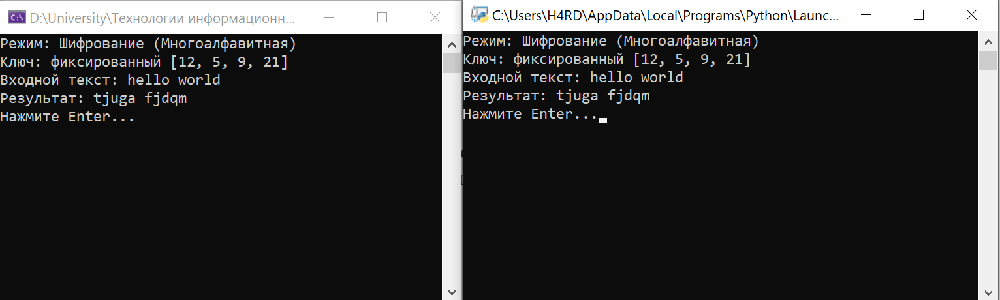 D:\University\Технологии информационн...
Режим: Шифрование (Многоалфавитная)
Ключ: фиксированный [12, 5, 9, 21]
Входной текст: hello world
Результат: tjuga fjdqm
Нажмите Enter...
C:\Users\H4RD\AppData\Local\Programs\Python\Launc...
Режим: Шифрование (Многоалфавитная)
Ключ: фиксированный [12, 5, 9, 21]
Входной текст: hello world
Результат: tjuga fjdqm
Нажмите Enter...